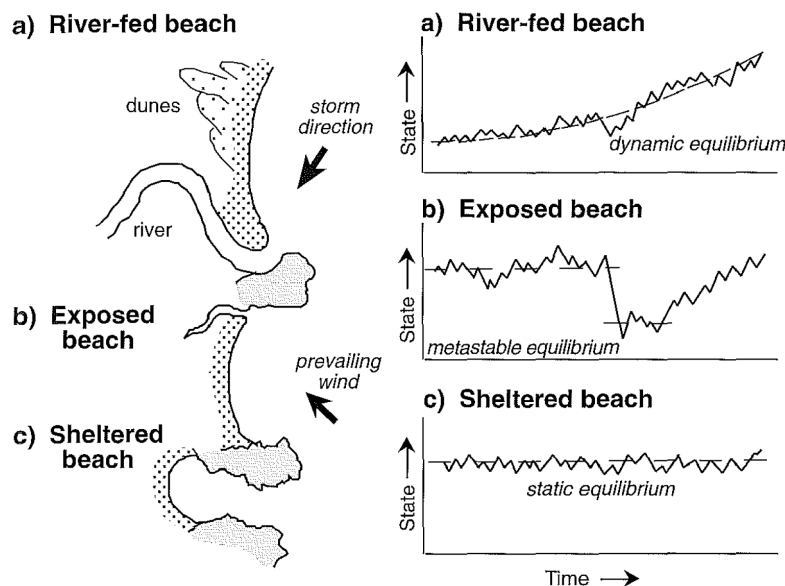 a) River-fed beach
dunes
storm
direction
river
b) Exposed
beach
prevailing
wind
c) Sheltered
beach
a) River-fed beach
State
dynamic equilibrium
b) Exposed beach
State
metastable equilibrium
c) Sheltered beach
State
static equilibrium
Time